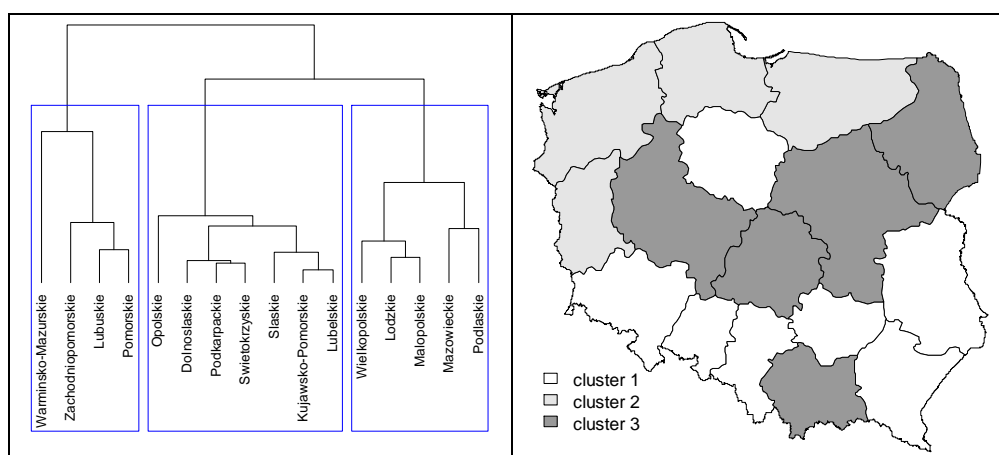 Warminsko-Mazurskie
Zachodniopomorskie
Lubuskie
Pomorskie
Opolskie
Dolnoslaskie
Podkarpackie
Swietokrzyskie
Slaskie
Kujawsko-Pomorskie
Lubelskie
Wielkopolskie
Lodzkie
Malopolskie
Mazowieckie
Podlaskie
cluster 1
cluster 2
cluster 3